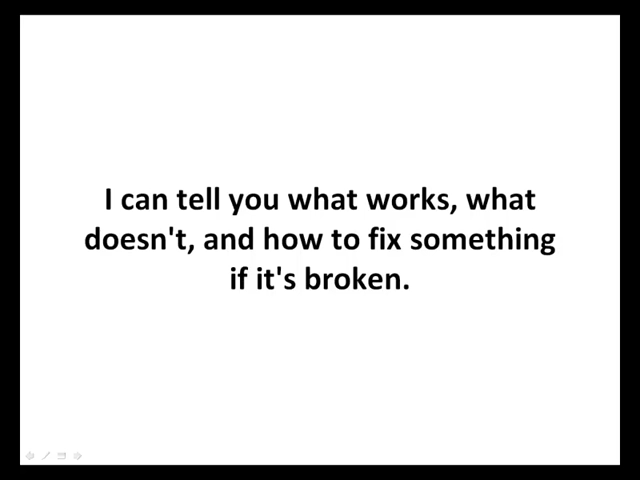 I can tell you what works, what
doesn't, and how to fix something
if it's broken.